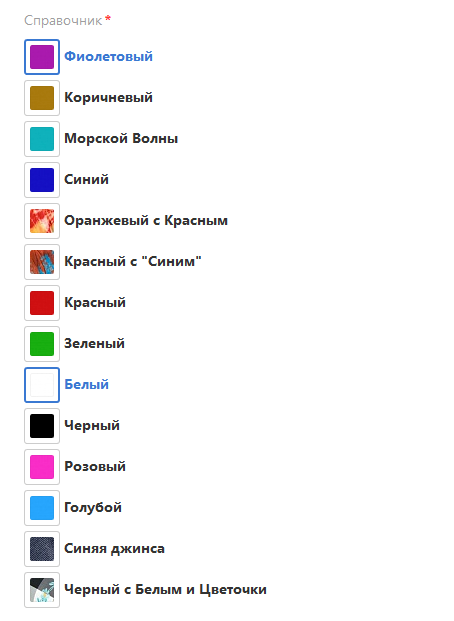 Справочник *
Фиолетовый
Коричневый
Морской Волны
Синий
Оранжевый с Красным
Красный с "Синим"
Красный
Зеленый
Белый
Черный
Розовый
Голубой
Синяя джинса
Черный с Белым и Цветочки